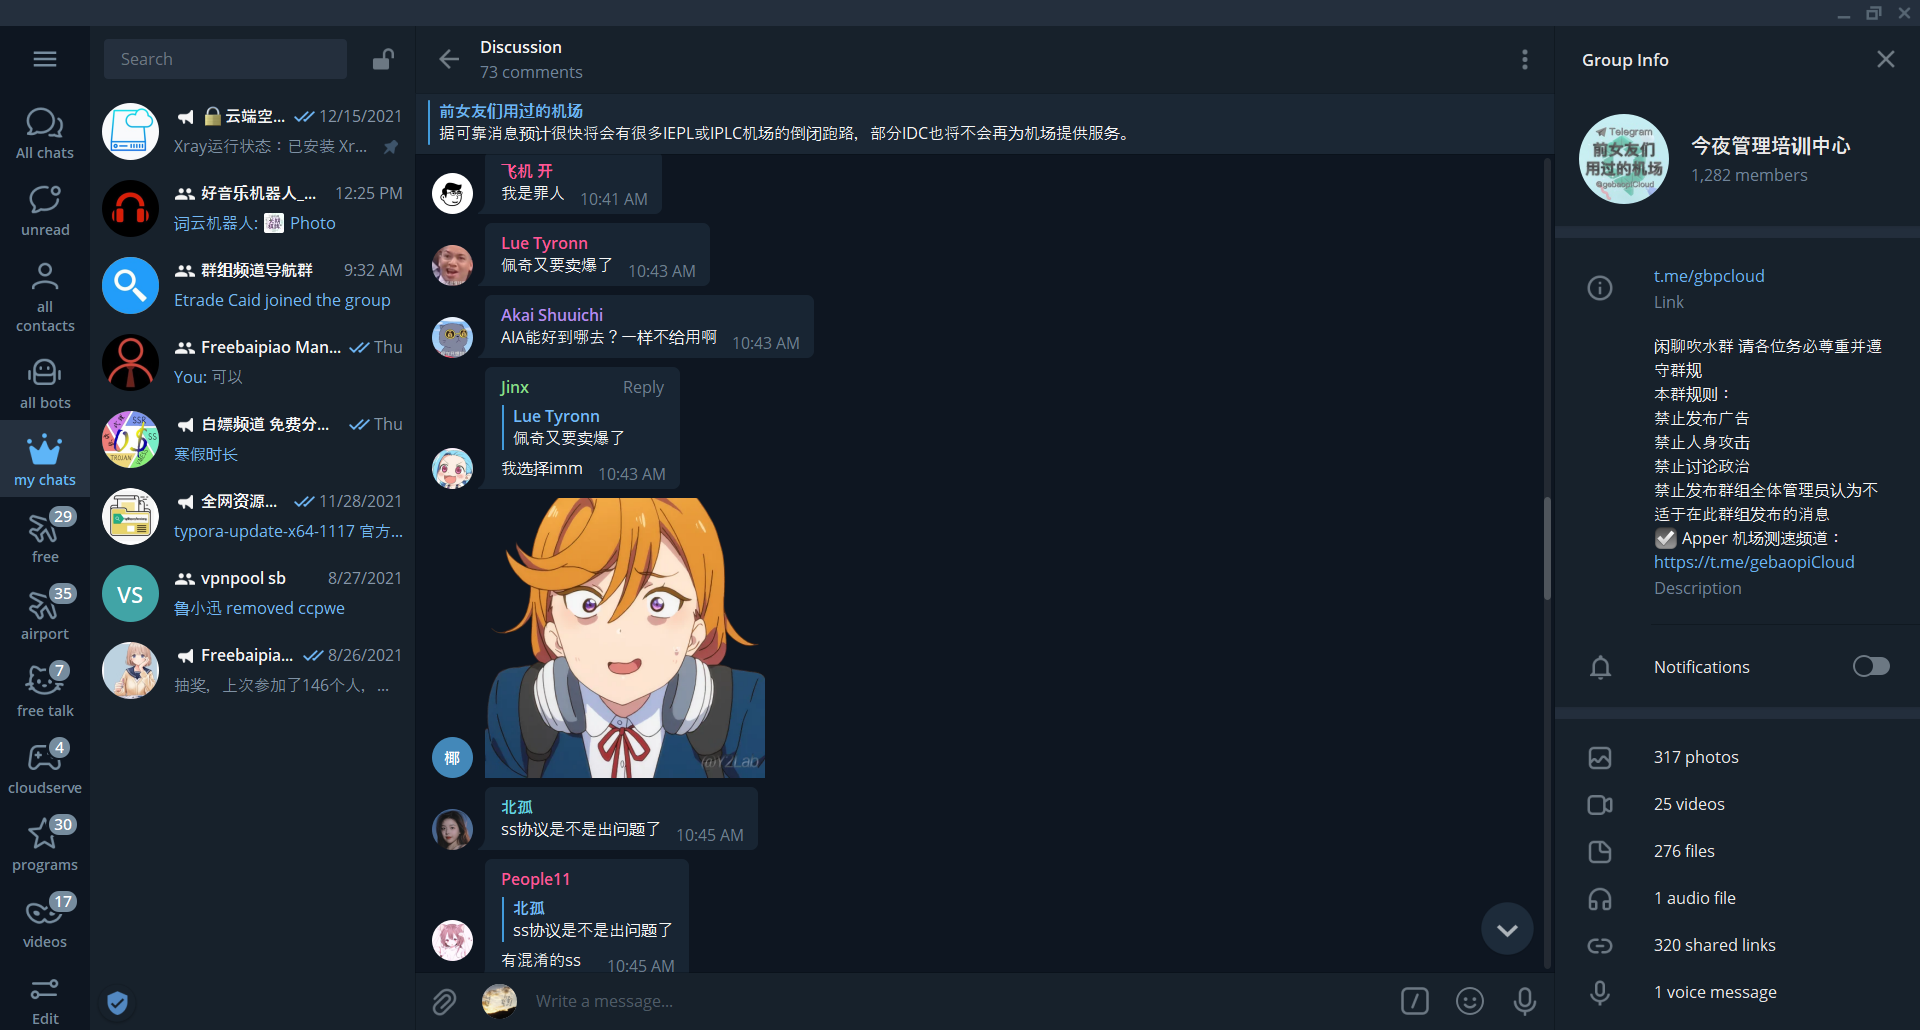 Search
All chats
unread
all
contacts
all bots
my chats
29
free
35
airport
7
free talk
4
cloudserve
30
programs
17
videos
Edit
云端空... 12/15/2021
Xray运行状态：已安装 Xr...
好音乐机器人_... 12:25 PM
词云机器人: Photo
群组频道导航群 9:32 AM
Etrade Caid joined the group
Freebaipiao Man... Thu
You: 可以
白嫖频道 免费分... Thu
寒假时长
全网资源... 11/28/2021
typora-update-x64-1117 官方...
VS
vpnpool sb 8/27/2021
鲁小迅 removed ccpwe
Freebaipia... 8/26/2021
抽奖，上次参加了146个人，...
Discussion
73 comments
前女友们用过的机场
据可靠消息预计很快将会有很多IEPL或IPLC机场的倒闭跑路，部分IDC也将不会再为机场提供服务。
飞机 开
我是罪人 10:41 AM
Lue Tyronn
佩奇又要卖爆了 10:43 AM
Akai Shuuichi
AIA能好到哪去？一样不给用啊 10:43 AM
Jinx Reply
Lue Tyronn
佩奇又要卖爆了
我选择imm 10:43 AM
@YZLab
椰
北孤
ss协议是不是出问题了 10:45 AM
People11
北孤
ss协议是不是出问题了
有混淆的ss 10:45 AM
Write a message...
Group Info
Telegram
前女友们
用过的机场
@gebaopiCloud
今夜管理培训中心
1,282 members
t.me/gbpcloud
Link
闲聊吹水群 请各位务必尊重并遵
守群规
本群规则：
禁止发布广告
禁止人身攻击
禁止讨论政治
禁止发布群组全体管理员认为不
适于在此群组发布的消息
Apper 机场测速频道：
https://t.me/gebaopiCloud
Description
Notifications
317 photos
25 videos
276 files
1 audio file
320 shared links
1 voice message